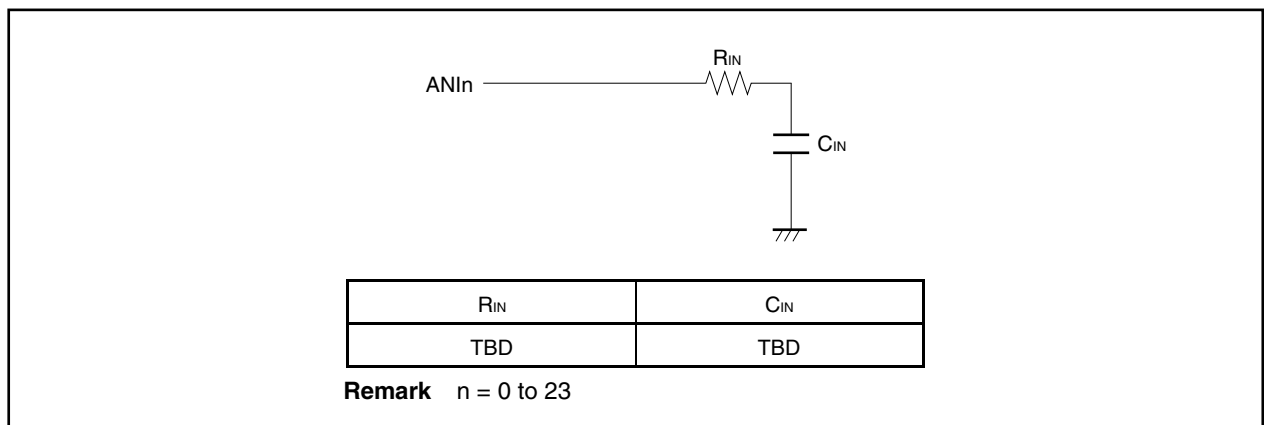 RIN
ANIn
CIN
RIN CIN
TBD TBD
Remark n = 0 to 23